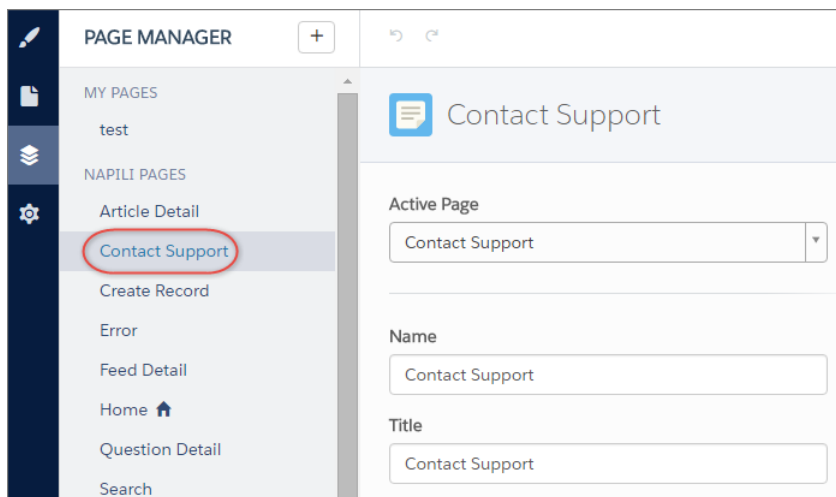 PAGE MANAGER
+
MY PAGES
test
NAPILI PAGES
Article Detail
Contact Support
Create Record
Error
Feed Detail
Home
Question Detail
Search
Contact Support
Active Page
Contact Support
Name
Contact Support
Title
Contact Support